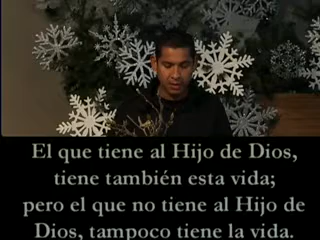 El que tiene al Hijo de Dios,
tiene también esta vida;
pero el que no tiene al Hijo de
Dios, tampoco tiene la vida.